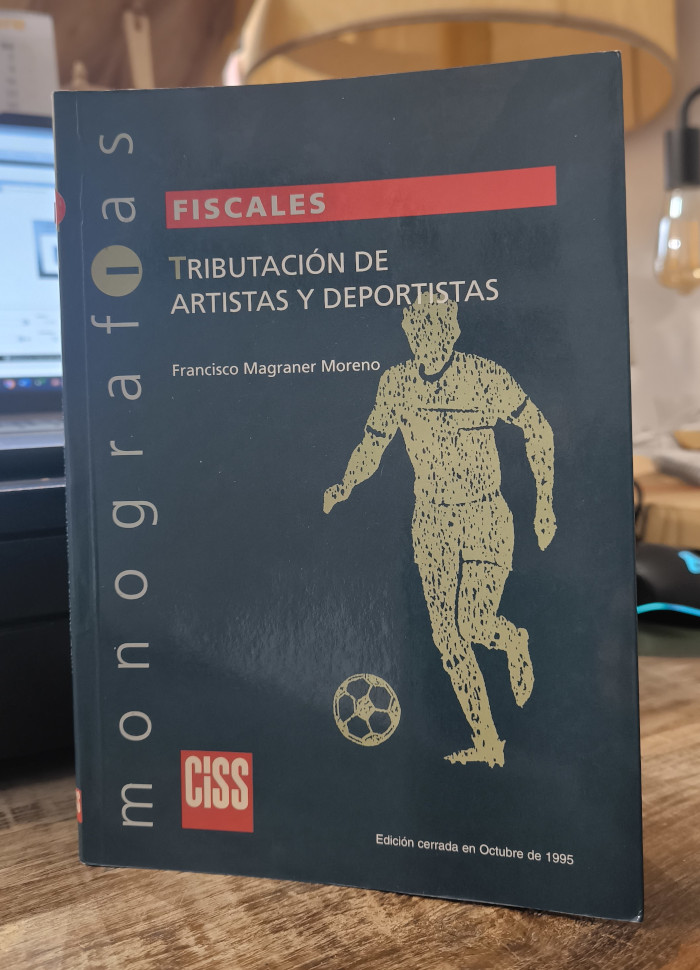 monografías
FISCALES
TRIBUTACIÓN DE
ARTISTAS Y DEPORTISTAS
Francisco Magraner Moreno
CISS
Edición cerrada en Octubre de 1995